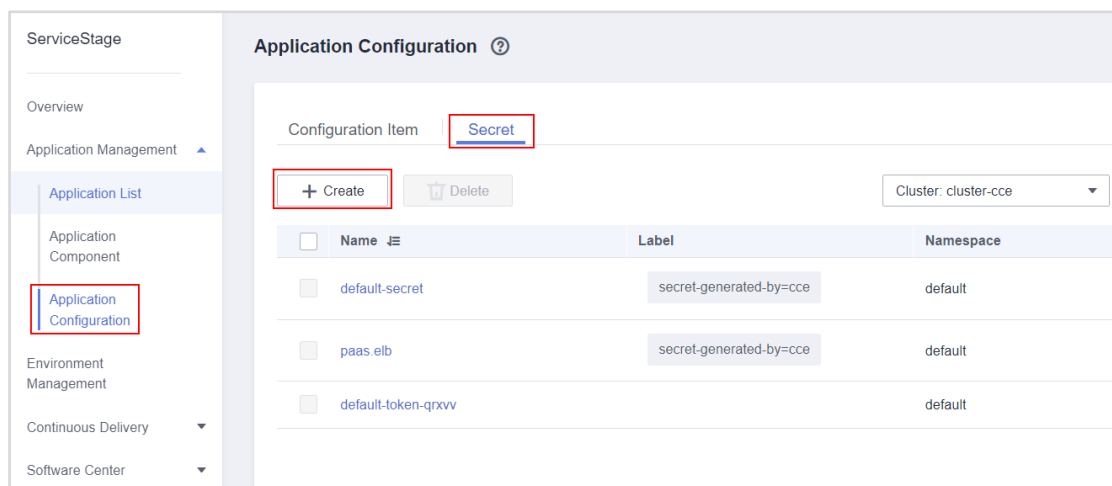 ServiceStage
Overview
Application Management
Application List
Application
Component
Application
Configuration
Environment
Management
Continuous Delivery
Software Center
Application Configuration ?
Configuration Item Secret
+ Create Delete Cluster: cluster-cce
Name Label Namespace
default-secret secret-generated-by=cce default
paas.elb secret-generated-by=cce default
default-token-qrxvv default